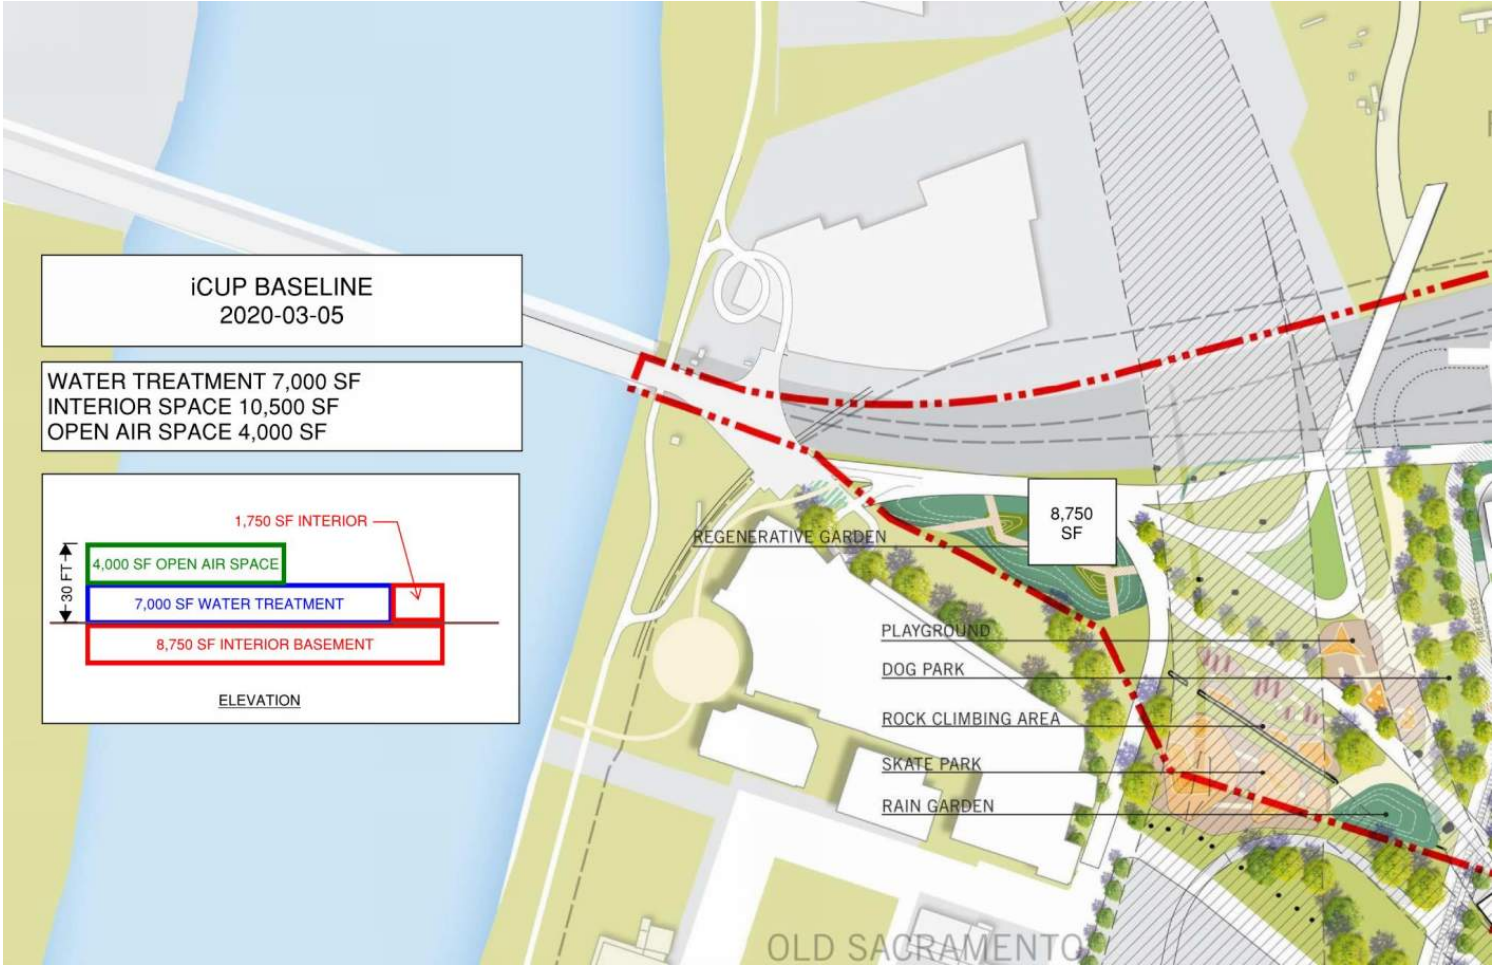 iCUP BASELINE
2020-03-05
WATER TREATMENT 7,000 SF
INTERIOR SPACE 10,500 SF
OPEN AIR SPACE 4,000 SF
1,750 SF INTERIOR
30 FT
4,000 SF OPEN AIR SPACE
7,000 SF WATER TREATMENT
8,750 SF INTERIOR BASEMENT
ELEVATION
8,750
SF
REGENERATIVE GARDEN
PLAYGROUND
DOG PARK
ROCK CLIMBING AREA
SKATE PARK
RAIN GARDEN
OLD SACRAMENTO